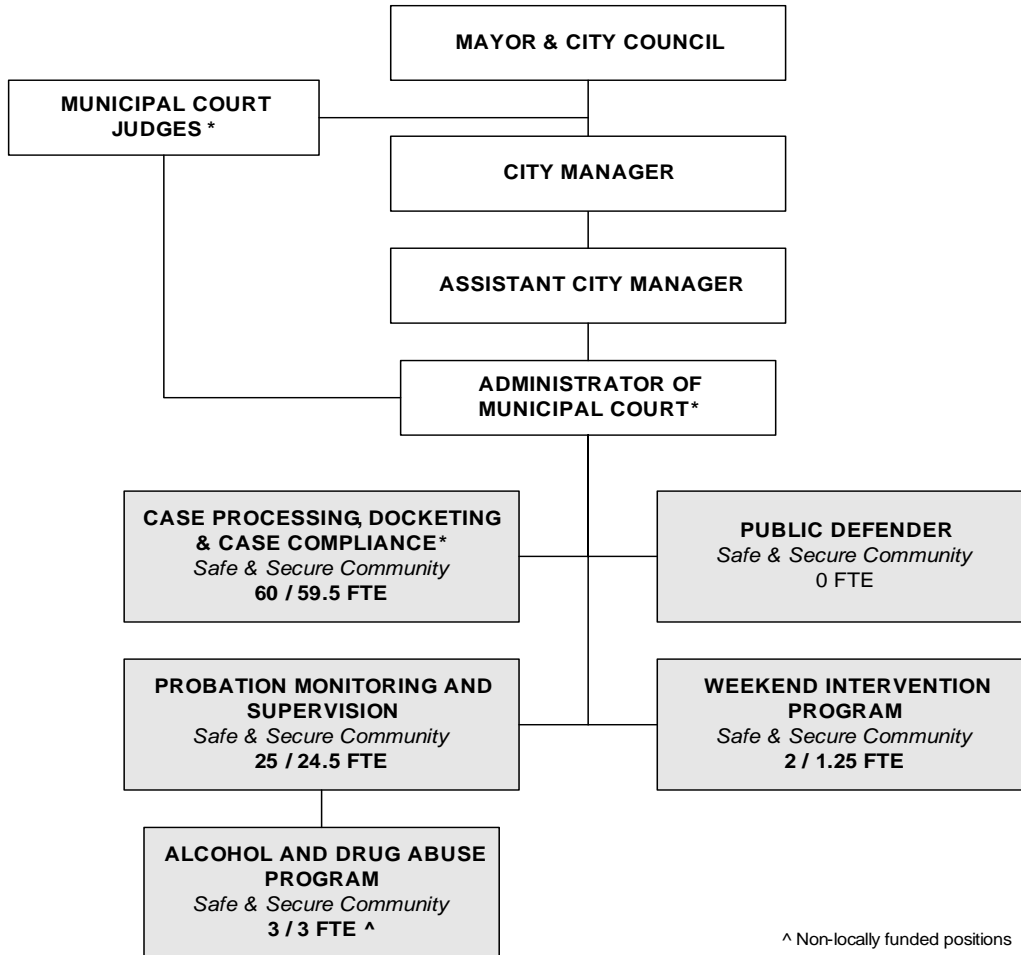 MAYOR & CITY COUNCIL
MUNICIPAL COURT
JUDGES *
CITY MANAGER
ASSISTANT CITY MANAGER
ADMINISTRATOR OF
MUNICIPAL COURT*
CASE PROCESSING, DOCKETING
& CASE COMPLIANCE*
Safe & Secure Community
60 / 59.5 FTE
PUBLIC DEFENDER
Safe & Secure Community
0 FTE
PROBATION MONITORING AND
SUPERVISION
Safe & Secure Community
25 / 24.5 FTE
WEEKEND INTERVENTION
PROGRAM
Safe & Secure Community
2 / 1.25 FTE
ALCOHOL AND DRUG ABUSE
PROGRAM
Safe & Secure Community
3 / 3 FTE ^
^ Non-locally funded positions